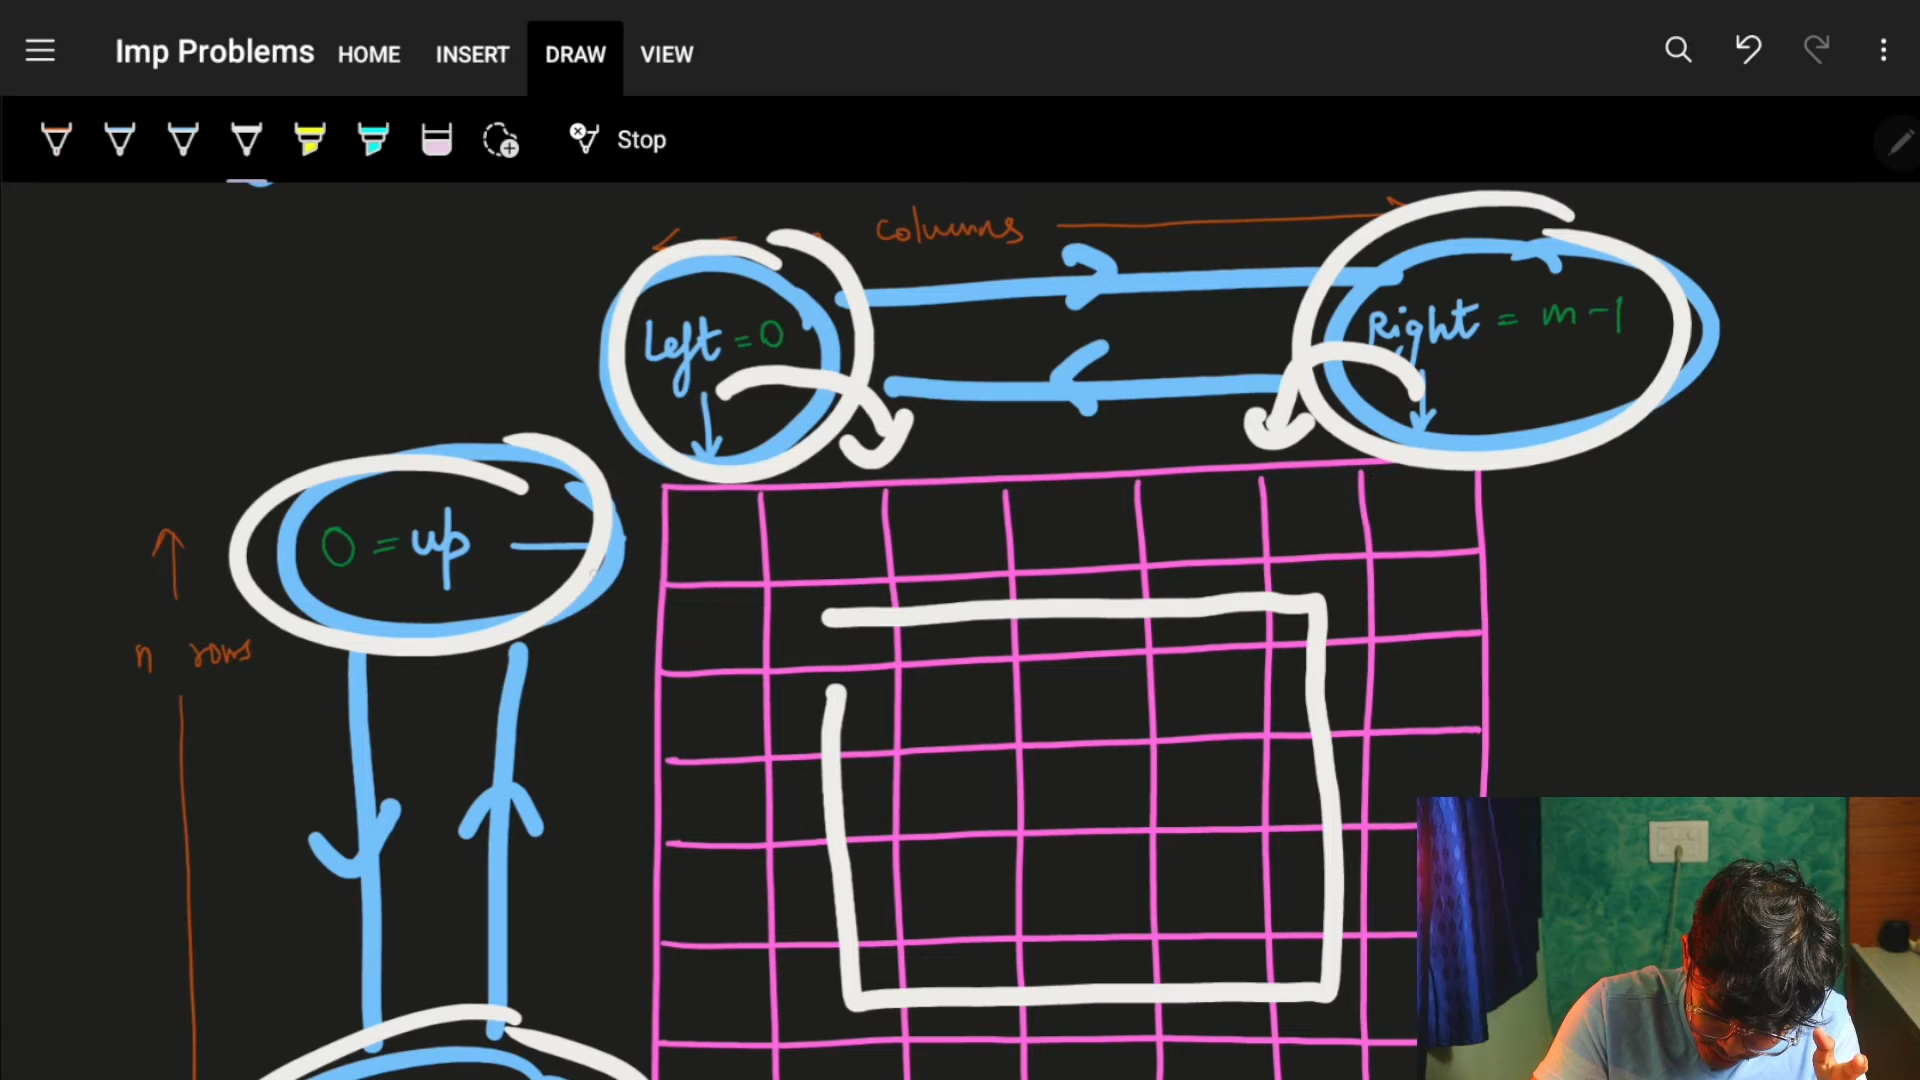 Imp Problems HOME INSERT DRAW VIEW
Stop
columns
Left = 0
Right = m - 1
0 = up
n rows